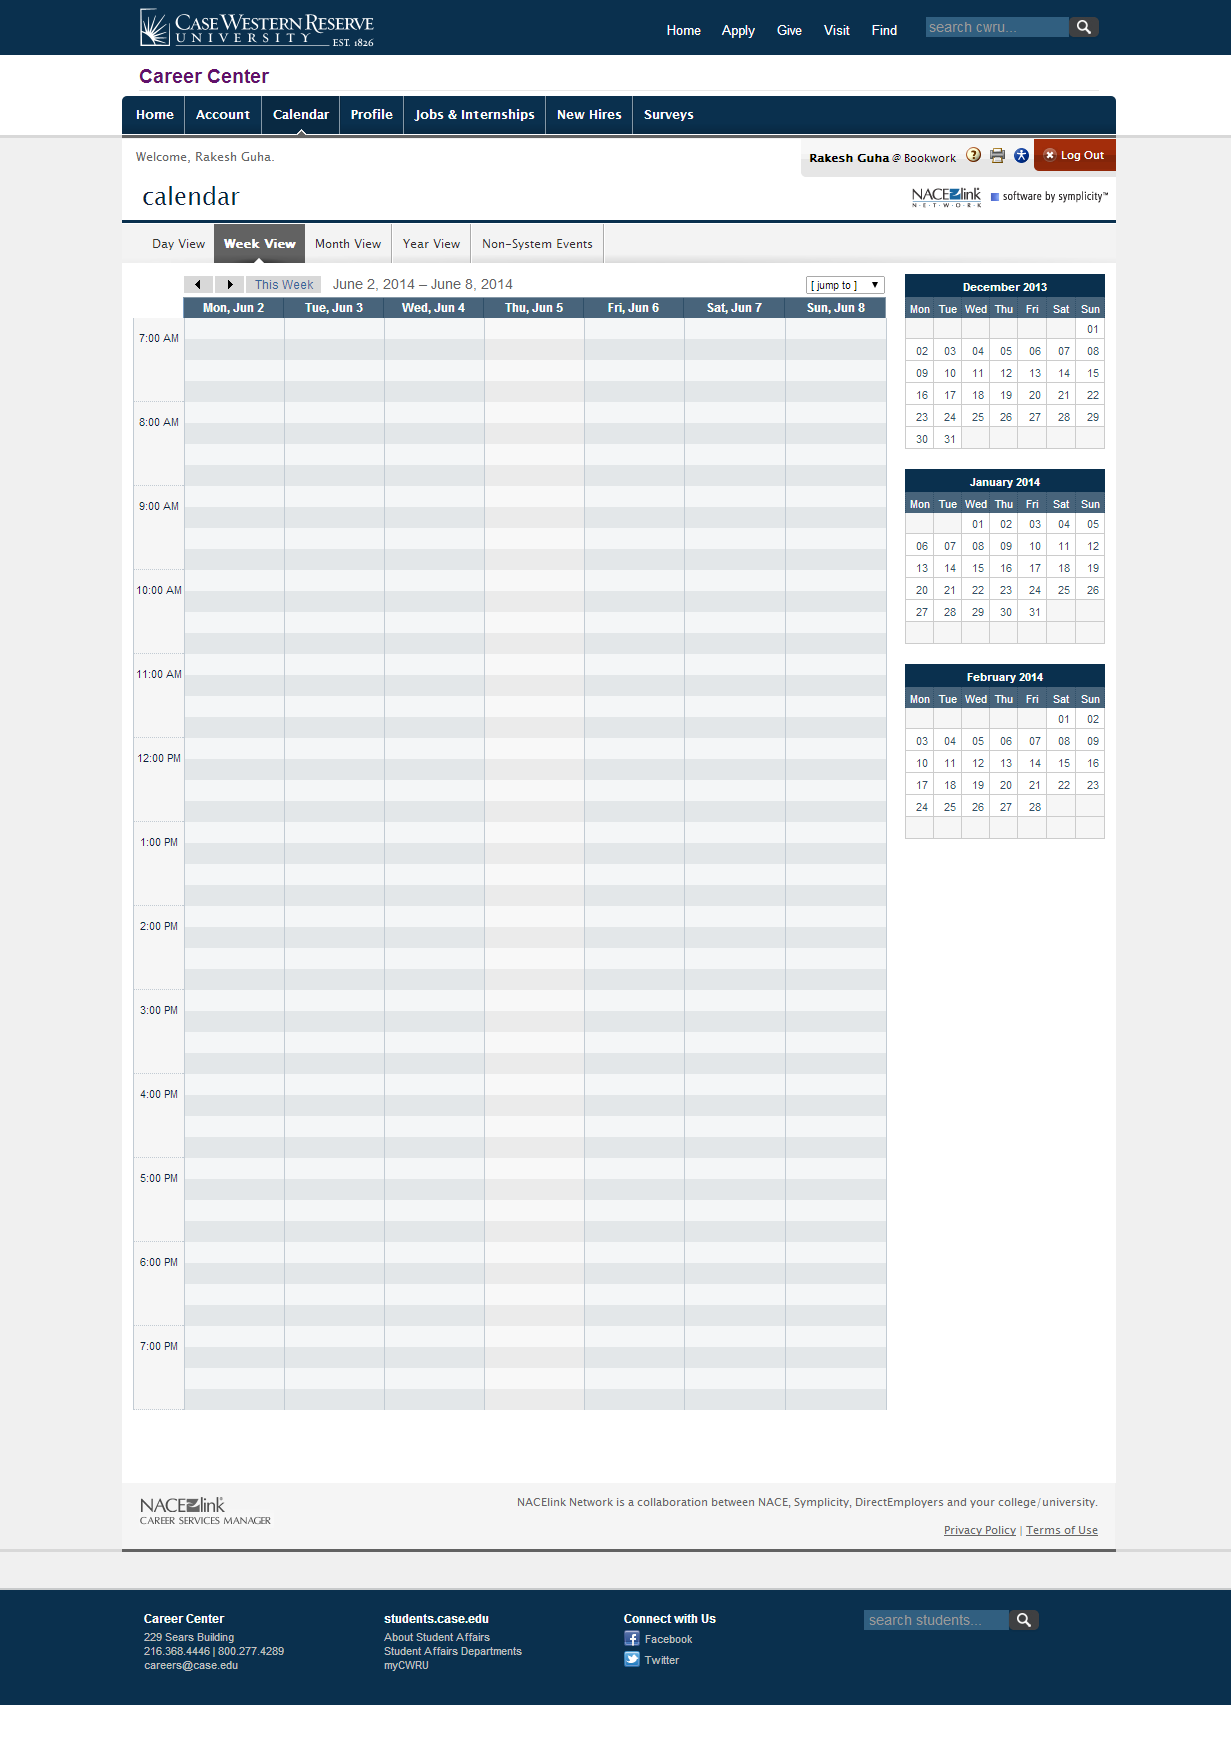 CASE WESTERN RESERVE
UNIVERSITY EST. 1826
Home Apply Give Visit Find search cwru...
Career Center
Home Account Calendar Profile Jobs & Internships New Hires Surveys
Welcome, Rakesh Guha.
Rakesh Guha @ Bookwork ? Log Out
calendar
NACElink
NETWORK
software by symplicity™
Day View Week View Month View Year View Non-System Events
This Week June 2, 2014 – June 8, 2014 [ jump to ]
Mon, Jun 2 Tue, Jun 3 Wed, Jun 4 Thu, Jun 5 Fri, Jun 6 Sat, Jun 7 Sun, Jun 8
7:00 AM
8:00 AM
9:00 AM
10:00 AM
11:00 AM
12:00 PM
1:00 PM
2:00 PM
3:00 PM
4:00 PM
5:00 PM
6:00 PM
7:00 PM
December 2013
Mon Tue Wed Thu Fri Sat Sun
01
02 03 04 05 06 07 08
09 10 11 12 13 14 15
16 17 18 19 20 21 22
23 24 25 26 27 28 29
30 31
January 2014
Mon Tue Wed Thu Fri Sat Sun
01 02 03 04 05
06 07 08 09 10 11 12
13 14 15 16 17 18 19
20 21 22 23 24 25 26
27 28 29 30 31
February 2014
Mon Tue Wed Thu Fri Sat Sun
01 02
03 04 05 06 07 08 09
10 11 12 13 14 15 16
17 18 19 20 21 22 23
24 25 26 27 28
NACElink
CAREER SERVICES MANAGER
NACElink Network is a collaboration between NACE, Symplicity, DirectEmployers and your college/university.
Privacy Policy | Terms of Use
Career Center
229 Sears Building
216.368.4446 | 800.277.4289
careers@case.edu
students.case.edu
About Student Affairs
Student Affairs Departments
myCWRU
Connect with Us
Facebook
Twitter
search students...